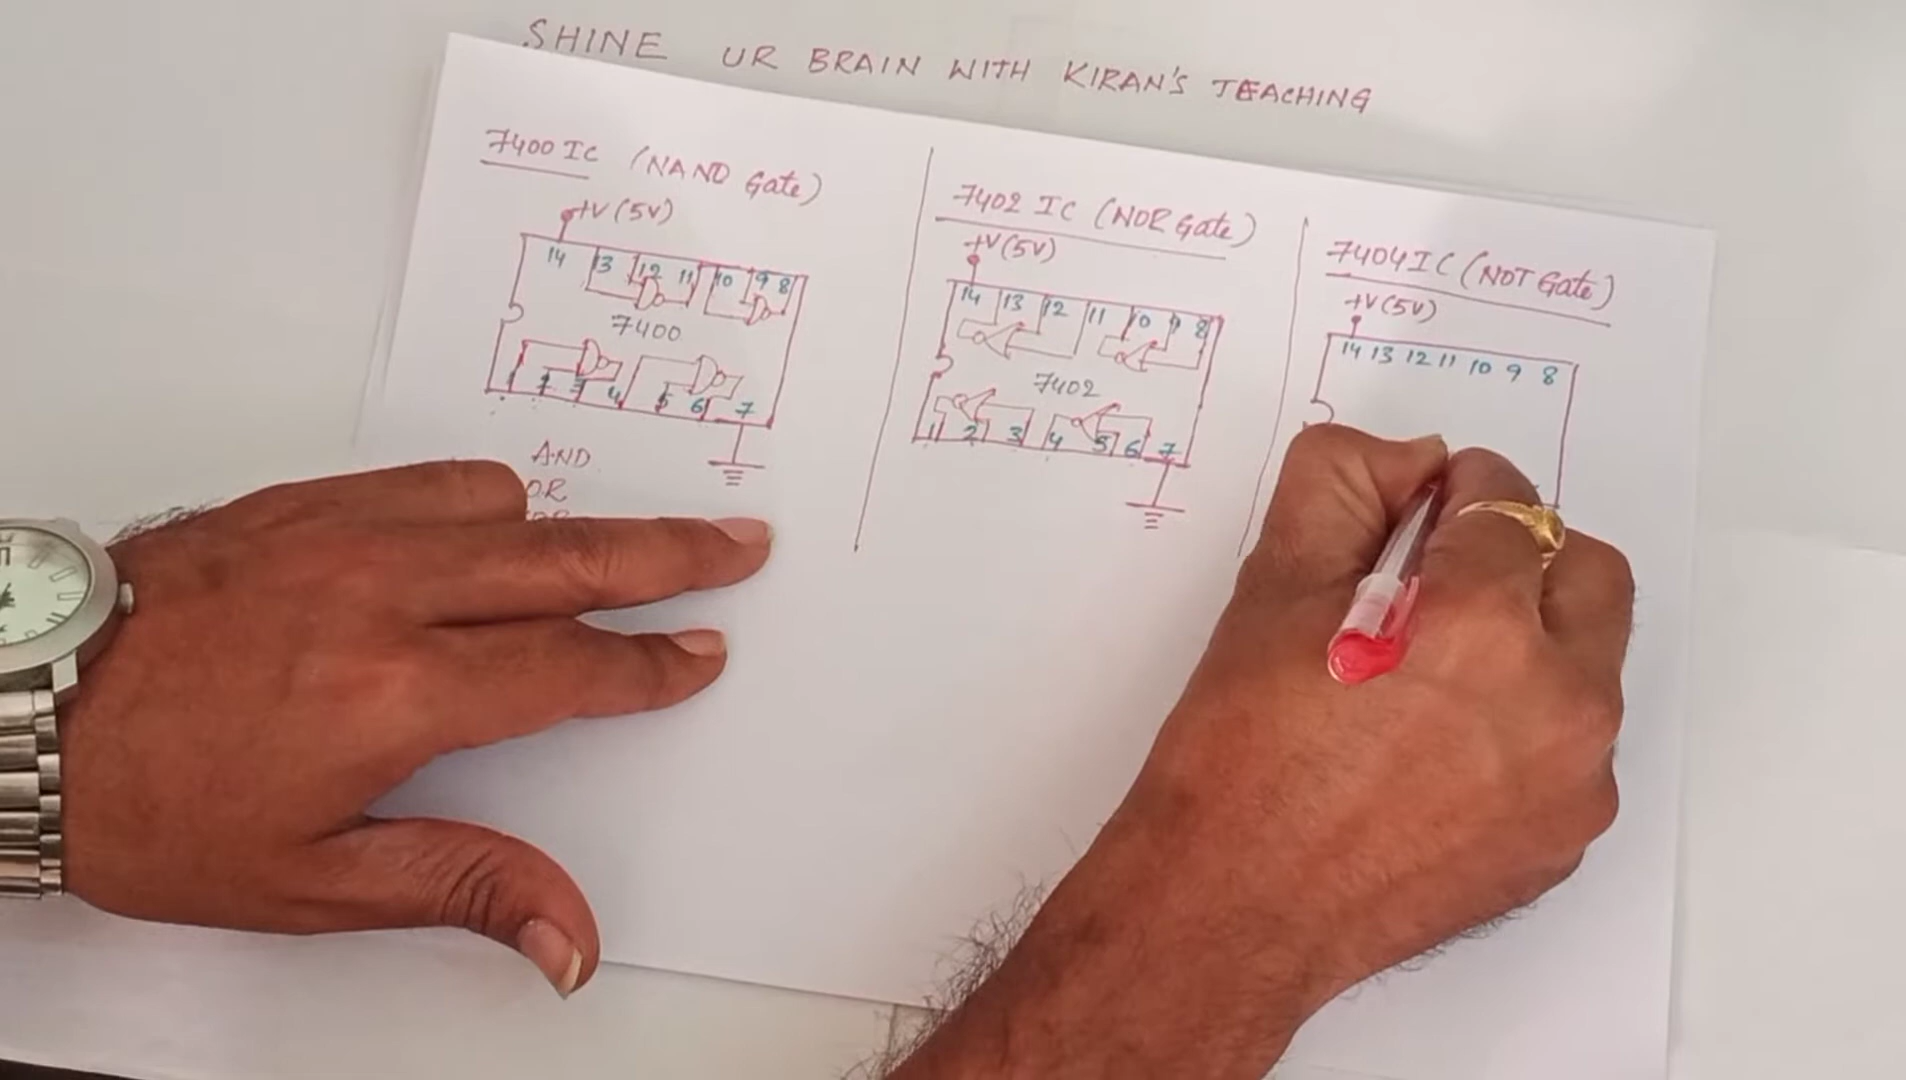 SHINE UR BRAIN WITH KIRAN'S TEACHING
7400 IC (NAND Gate)
+V (5V)
14 13 12 11 10 9 8
7400
1 2 3 4 5 6 7
AND
OR
7402 IC (NOR Gate)
+V (5V)
14 13 12 11 10 9 8
7402
1 2 3 4 5 6 7
7404 IC (NOT Gate)
+V (5V)
14 13 12 11 10 9 8